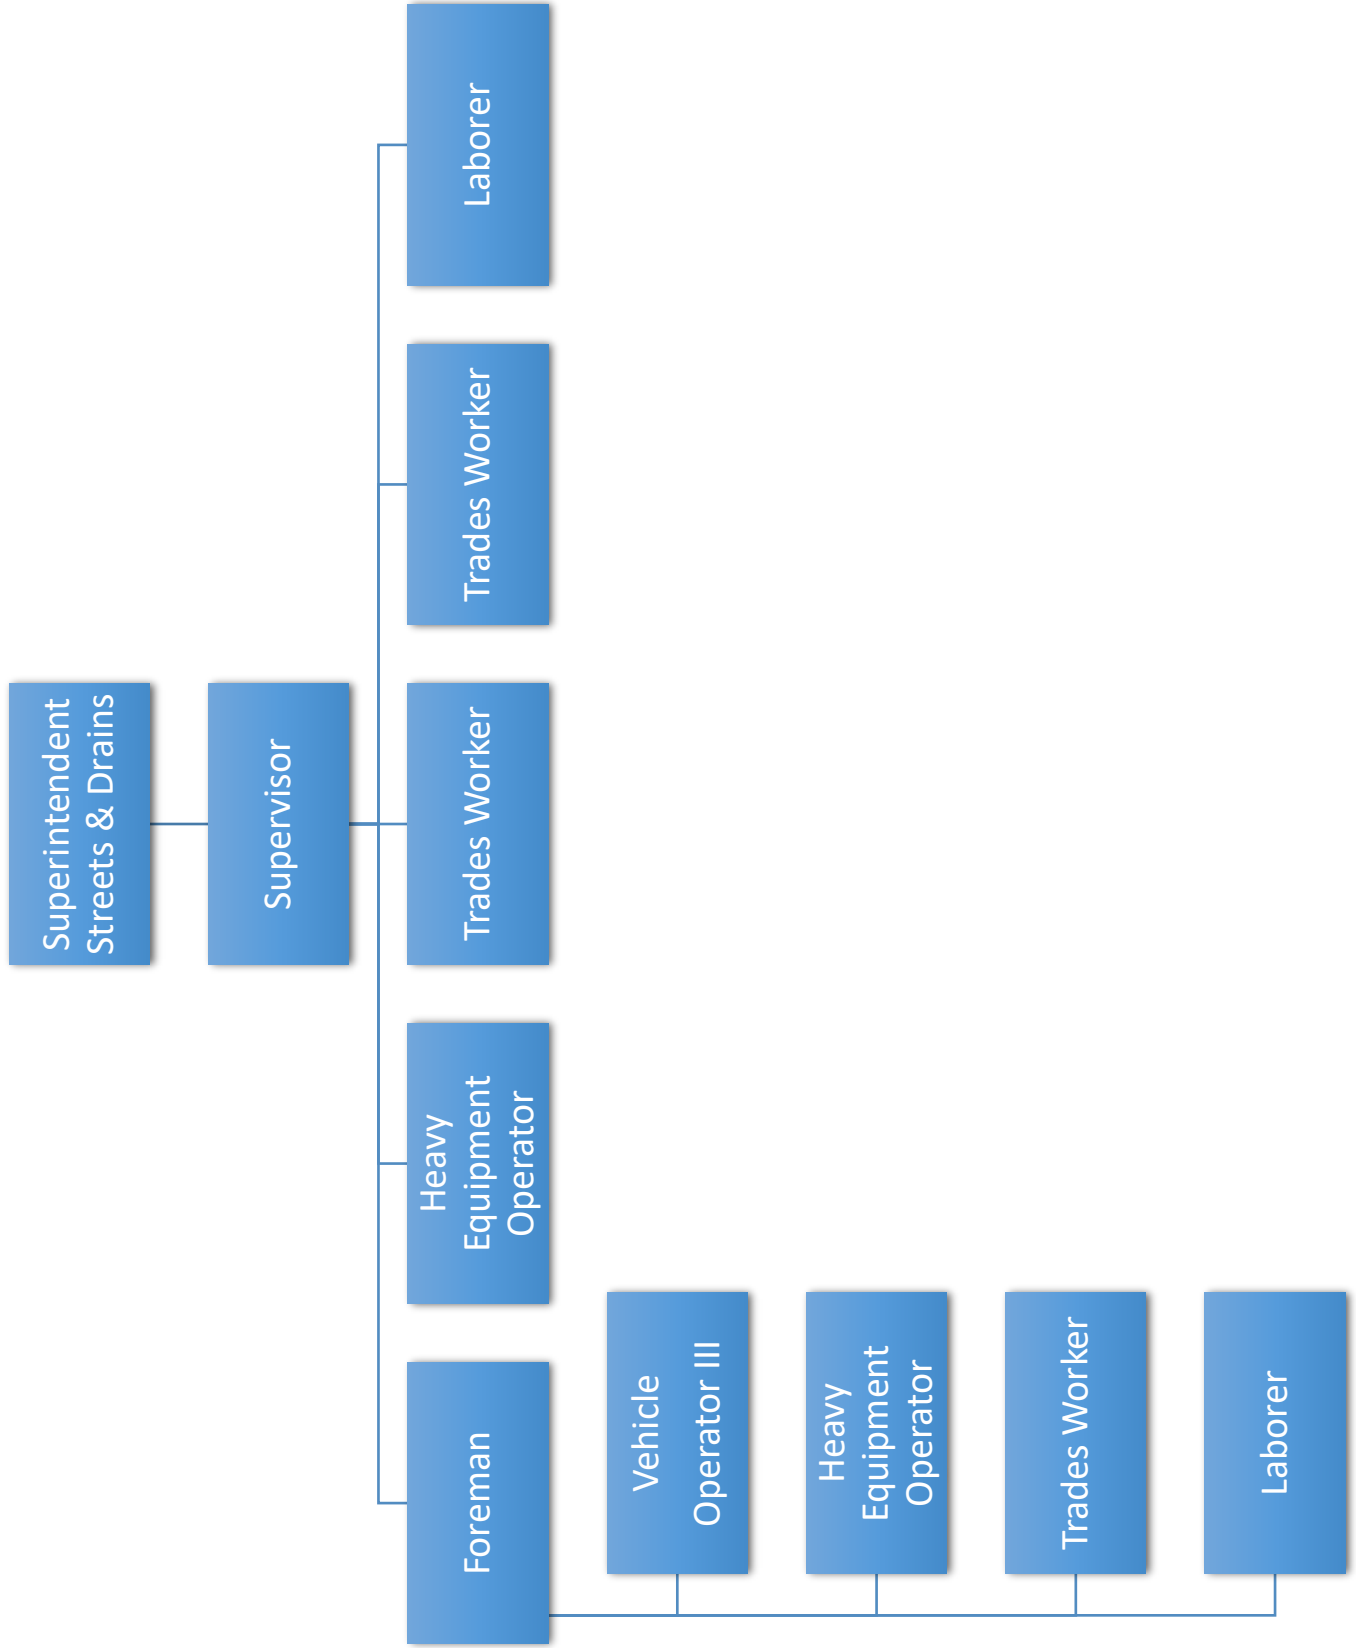 Superintendent
Streets & Drains
Supervisor
Foreman
Heavy
Equipment
Operator
Trades Worker
Trades Worker
Laborer
Vehicle
Operator III
Heavy
Equipment
Operator
Trades Worker
Laborer